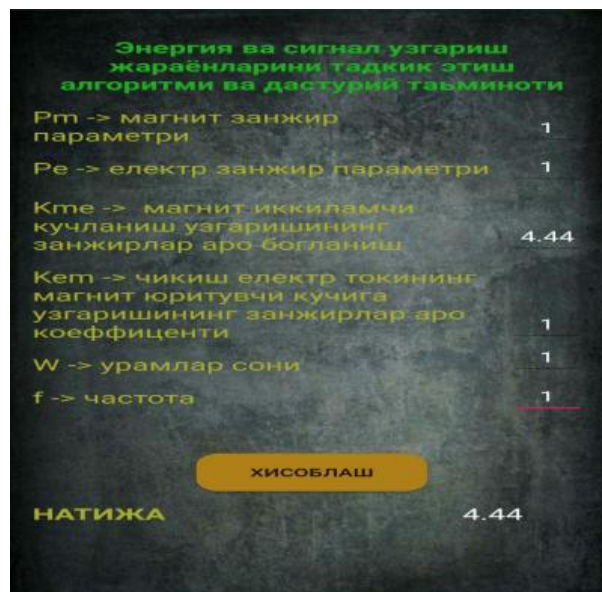 Энергия ва сигнал узгариш
жараёнларини тадкик этиш
алгоритми ва дастурий таьминоти
Pm -> магнит занжир
параметри
1
Pe -> електр занжир параметри 1
Kme -> магнит иккиламчи
кучланиш узгаришининг
занжирлар аро богланиш
4.44
Kem -> чикиш електр токининг
магнит юритувчи кучига
узгаришининг занжирлар аро
коеффиценти
1
W -> урамлар сони 1
f -> частота 1
ХИСОБЛАШ
НАТИЖА 4.44